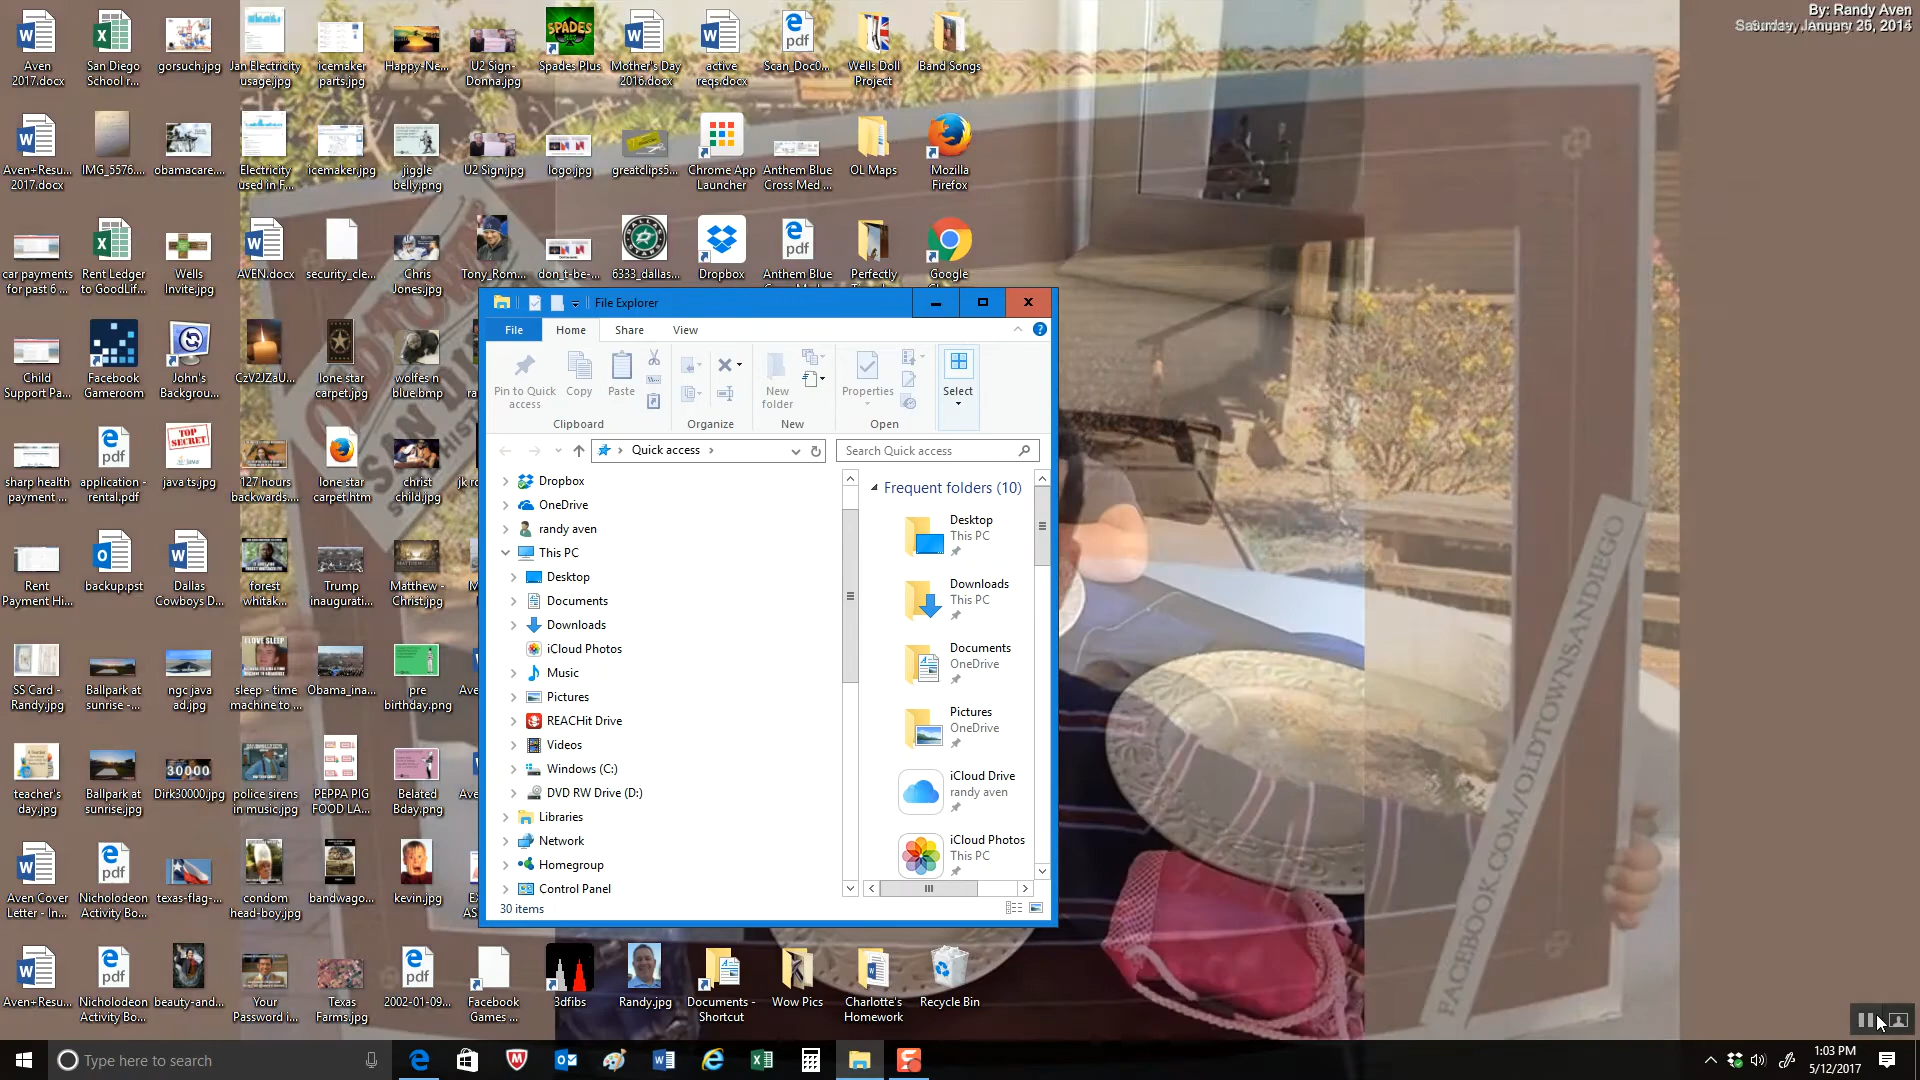 By: Randy Aven
Saturday, January 25, 2014
Aven 2017.docx
San Diego School r...
gorsuch.jpg
Jan Electricity usage.jpg
icemaker parts.jpg
Happy-Ne...
U2 Sign- Donna.jpg
Spades Plus
Mother's Day 2016.docx
active reqs.docx
Scan_Doc0...
Wells Doll Project
Band Songs
Aven+Resu... 2017.docx
IMG_5576....
obamacare....
Electricity used in F...
icemaker.jpg
jiggle belly.png
U2 Sign.jpg
logo.jpg
greatclips5...
Chrome App Launcher
Anthem Blue Cross Med ...
OL Maps
Mozilla Firefox
car payments for past 6 ...
Rent Ledger to GoodLif...
Wells Invite.jpg
AVEN.docx
security_cle...
Chris Jones.jpg
Tony_Rom...
don_t-be-...
6333_dallas...
Dropbox
Anthem Blue
Perfectly
Google
Child Support Pa...
Facebook Gameroom
John's Backgrou...
CzV2JZaU...
lone star carpet.jpg
wolfes n blue.bmp
sharp health payment ...
application - rental.pdf
TOP SECRET
java ts.jpg
127 hours backwards....
lone star carpet.htm
christ child.jpg
jk ro
Rent Payment Hi...
backup.pst
Dallas Cowboys D...
forest whitak...
Trump inaugurati...
Matthew - Christ.jpg
SS Card - Randy.jpg
Ballpark at sunrise -...
ngc java ad.jpg
sleep - time machine to ...
Obama_ina...
pre birthday.png
Ave
teacher's day.jpg
Ballpark at sunrise.jpg
Dirk30000.jpg
police sirens in music.jpg
PEPPA PIG FOOD LA...
Belated Bday.png
Ave
Aven Cover Letter - In...
Nicholodeon Activity Bo...
texas-flag-...
condom head-boy.jpg
bandwago...
kevin.jpg
Aven+Resu...
Nicholodeon Activity Bo...
beauty-and...
Your Password i...
Texas Farms.jpg
2002-01-09...
Facebook Games ...
3dfibs
Randy.jpg
Documents - Shortcut
Wow Pics
Charlotte's Homework
Recycle Bin
File Explorer
File Home Share View
Pin to Quick access
Copy
Paste
New folder
Properties
Select
Clipboard Organize New Open
Quick access
Search Quick access
Dropbox
OneDrive
randy aven
This PC
Desktop
Documents
Downloads
iCloud Photos
Music
Pictures
REACHit Drive
Videos
Windows (C:)
DVD RW Drive (D:)
Libraries
Network
Homegroup
Control Panel
30 items
Frequent folders (10)
Desktop
This PC
Downloads
This PC
Documents
OneDrive
Pictures
OneDrive
iCloud Drive
randy aven
iCloud Photos
This PC
FACEBOOK.COM/OLDTOWNSANDIEGO
Type here to search
1:03 PM
5/12/2017